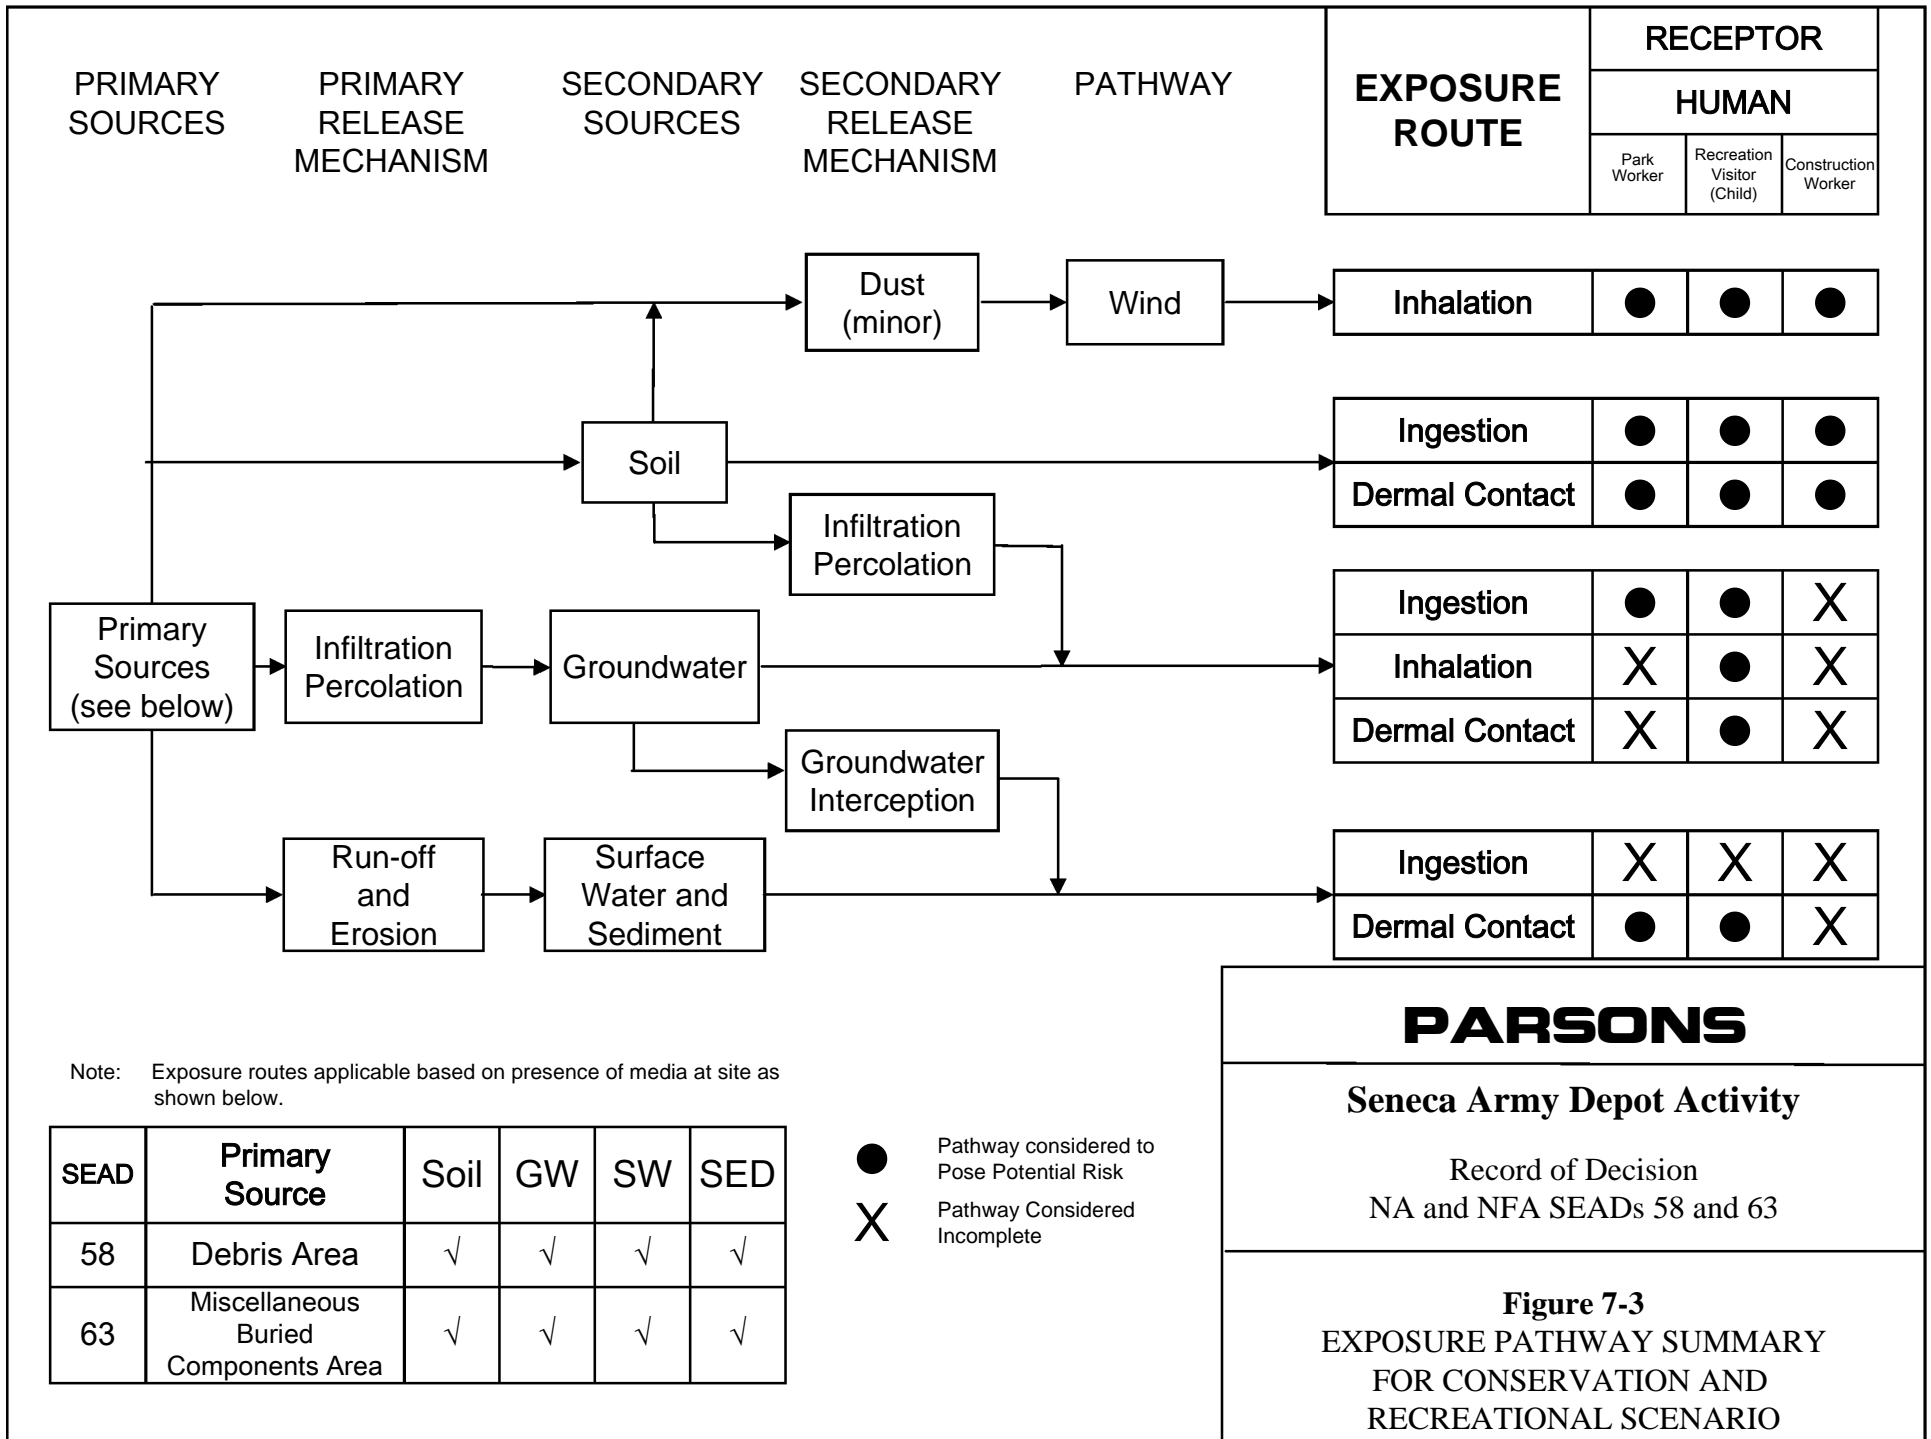 PRIMARY
SOURCES
PRIMARY
RELEASE
MECHANISM
SECONDARY
SOURCES
SECONDARY
RELEASE
MECHANISM
PATHWAY
EXPOSURE
ROUTE
RECEPTOR
HUMAN
Park
Worker
Recreation
Visitor
(Child)
Construction
Worker
Dust
(minor)
Wind
Inhalation ● ● ●
Soil
Ingestion ● ● ●
Dermal Contact ● ● ●
Infiltration
Percolation
Primary
Sources
(see below)
Infiltration
Percolation
Groundwater
Ingestion ● ● X
Inhalation X ● X
Dermal Contact X ● X
Groundwater
Interception
Run-off
and
Erosion
Surface
Water and
Sediment
Ingestion X X X
Dermal Contact ● ● X
Note: Exposure routes applicable based on presence of media at site as
shown below.
SEAD Primary
Source Soil GW SW SED
58 Debris Area √ √ √ √
63 Miscellaneous
Buried
Components Area √ √ √ √
● Pathway considered to
Pose Potential Risk
X Pathway Considered
Incomplete
PARSONS
Seneca Army Depot Activity
Record of Decision
NA and NFA SEADs 58 and 63
Figure 7-3
EXPOSURE PATHWAY SUMMARY
FOR CONSERVATION AND
RECREATIONAL SCENARIO